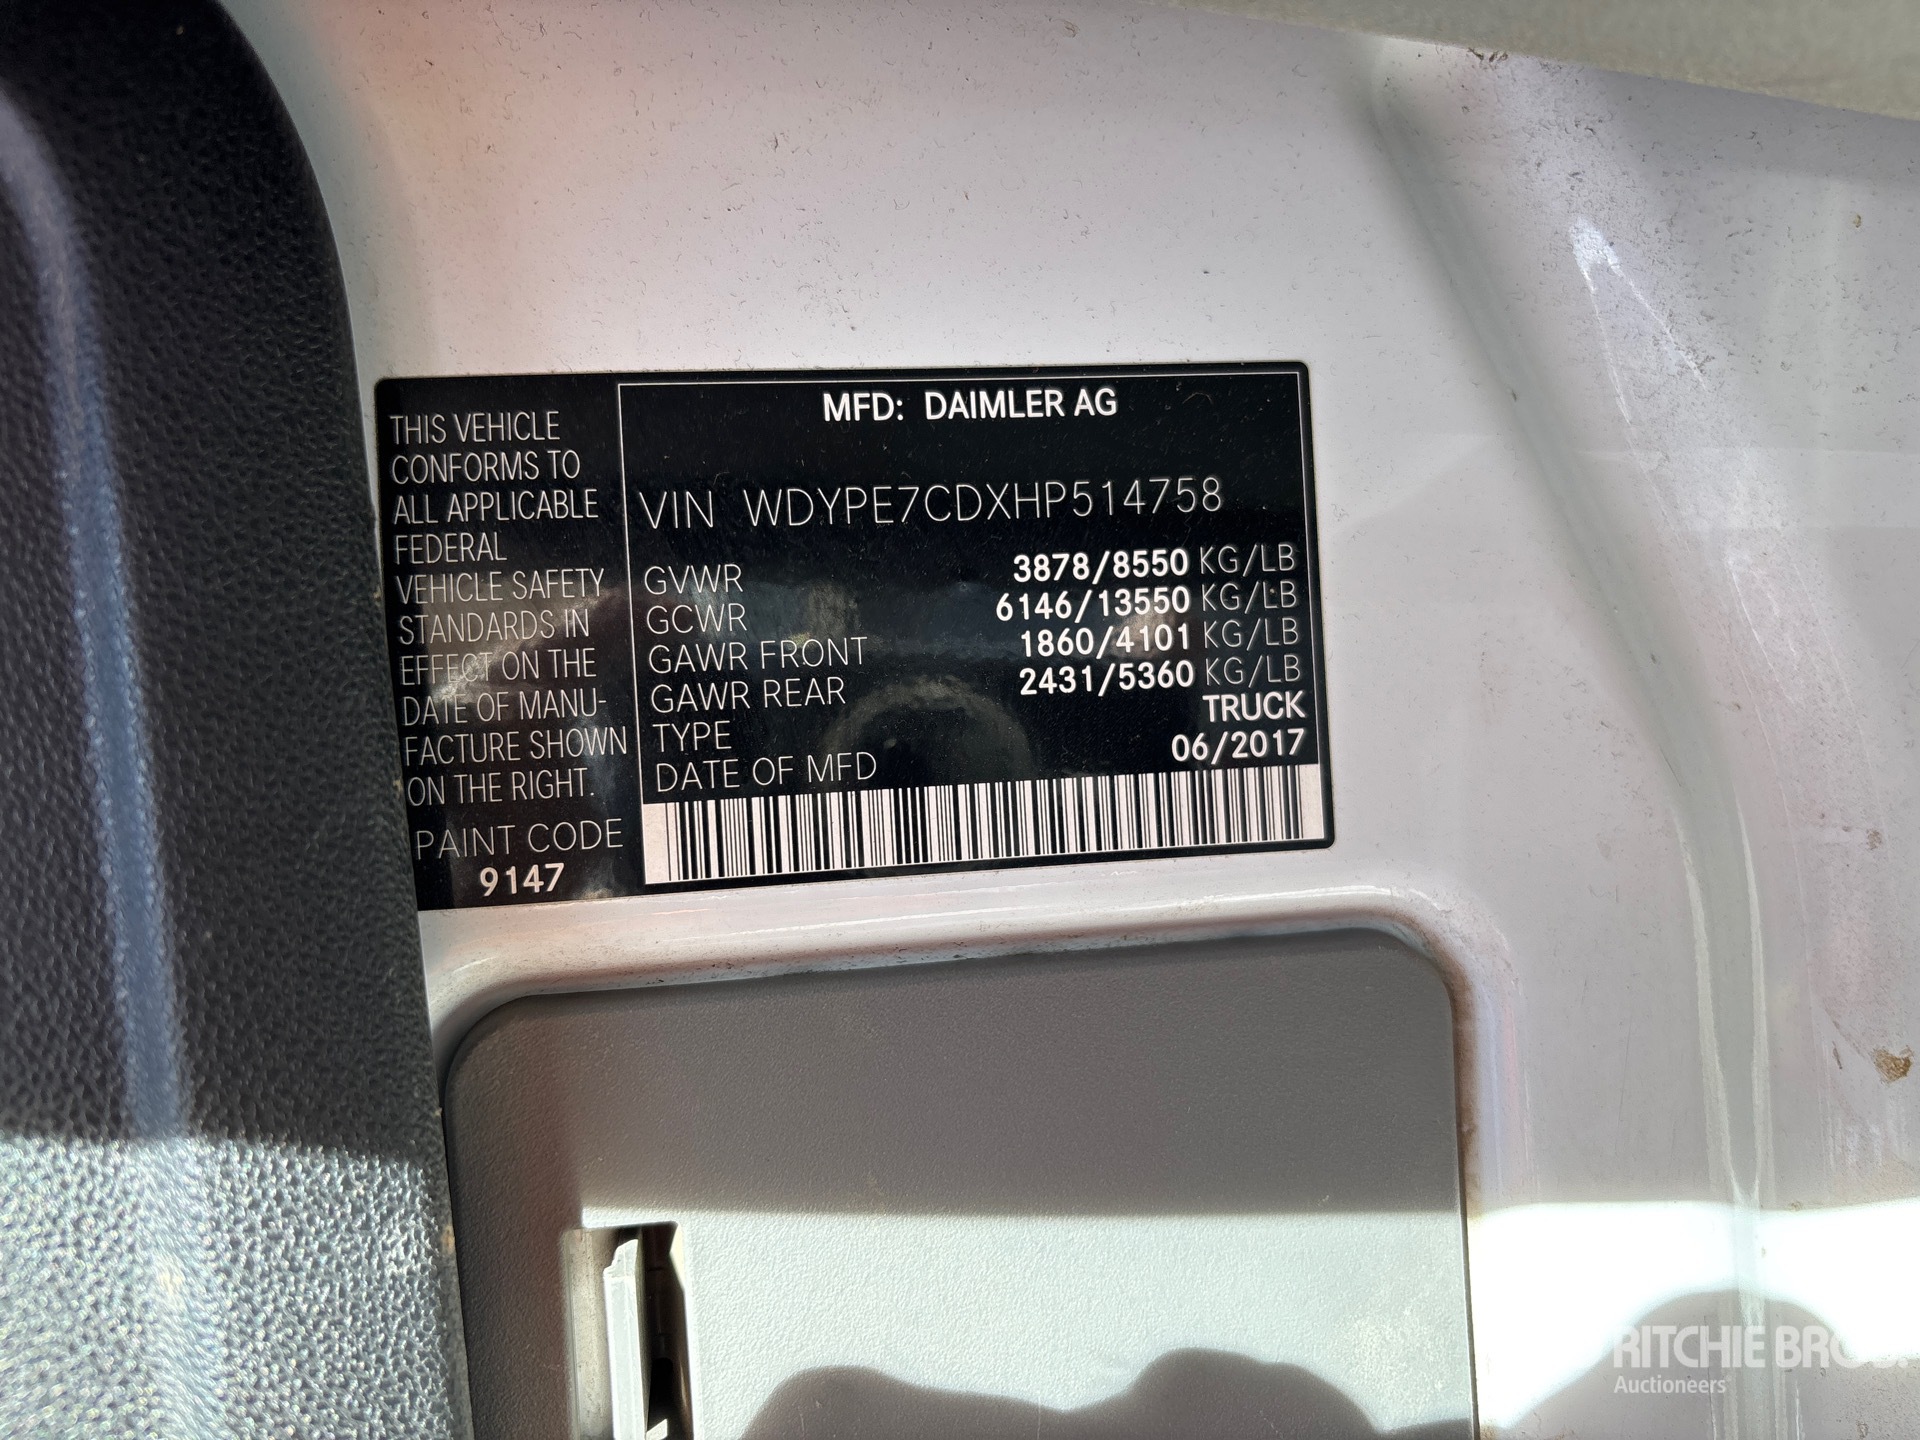 THIS VEHICLE
CONFORMS TO
ALL APPLICABLE
FEDERAL
VEHICLE SAFETY
STANDARDS IN
EFFECT ON THE
DATE OF MANU-
FACTURE SHOWN
ON THE RIGHT.
PAINT CODE
9147
MFD: DAIMLER AG
VIN WDYPE7CDXHP514758
GVWR 3878/8550 KG/LB
GCWR 6146/13550 KG/LB
GAWR FRONT 1860/4101 KG/LB
GAWR REAR 2431/5360 KG/LB
TYPE TRUCK
DATE OF MFD 06/2017
RITCHIE BROS.
Auctioneers